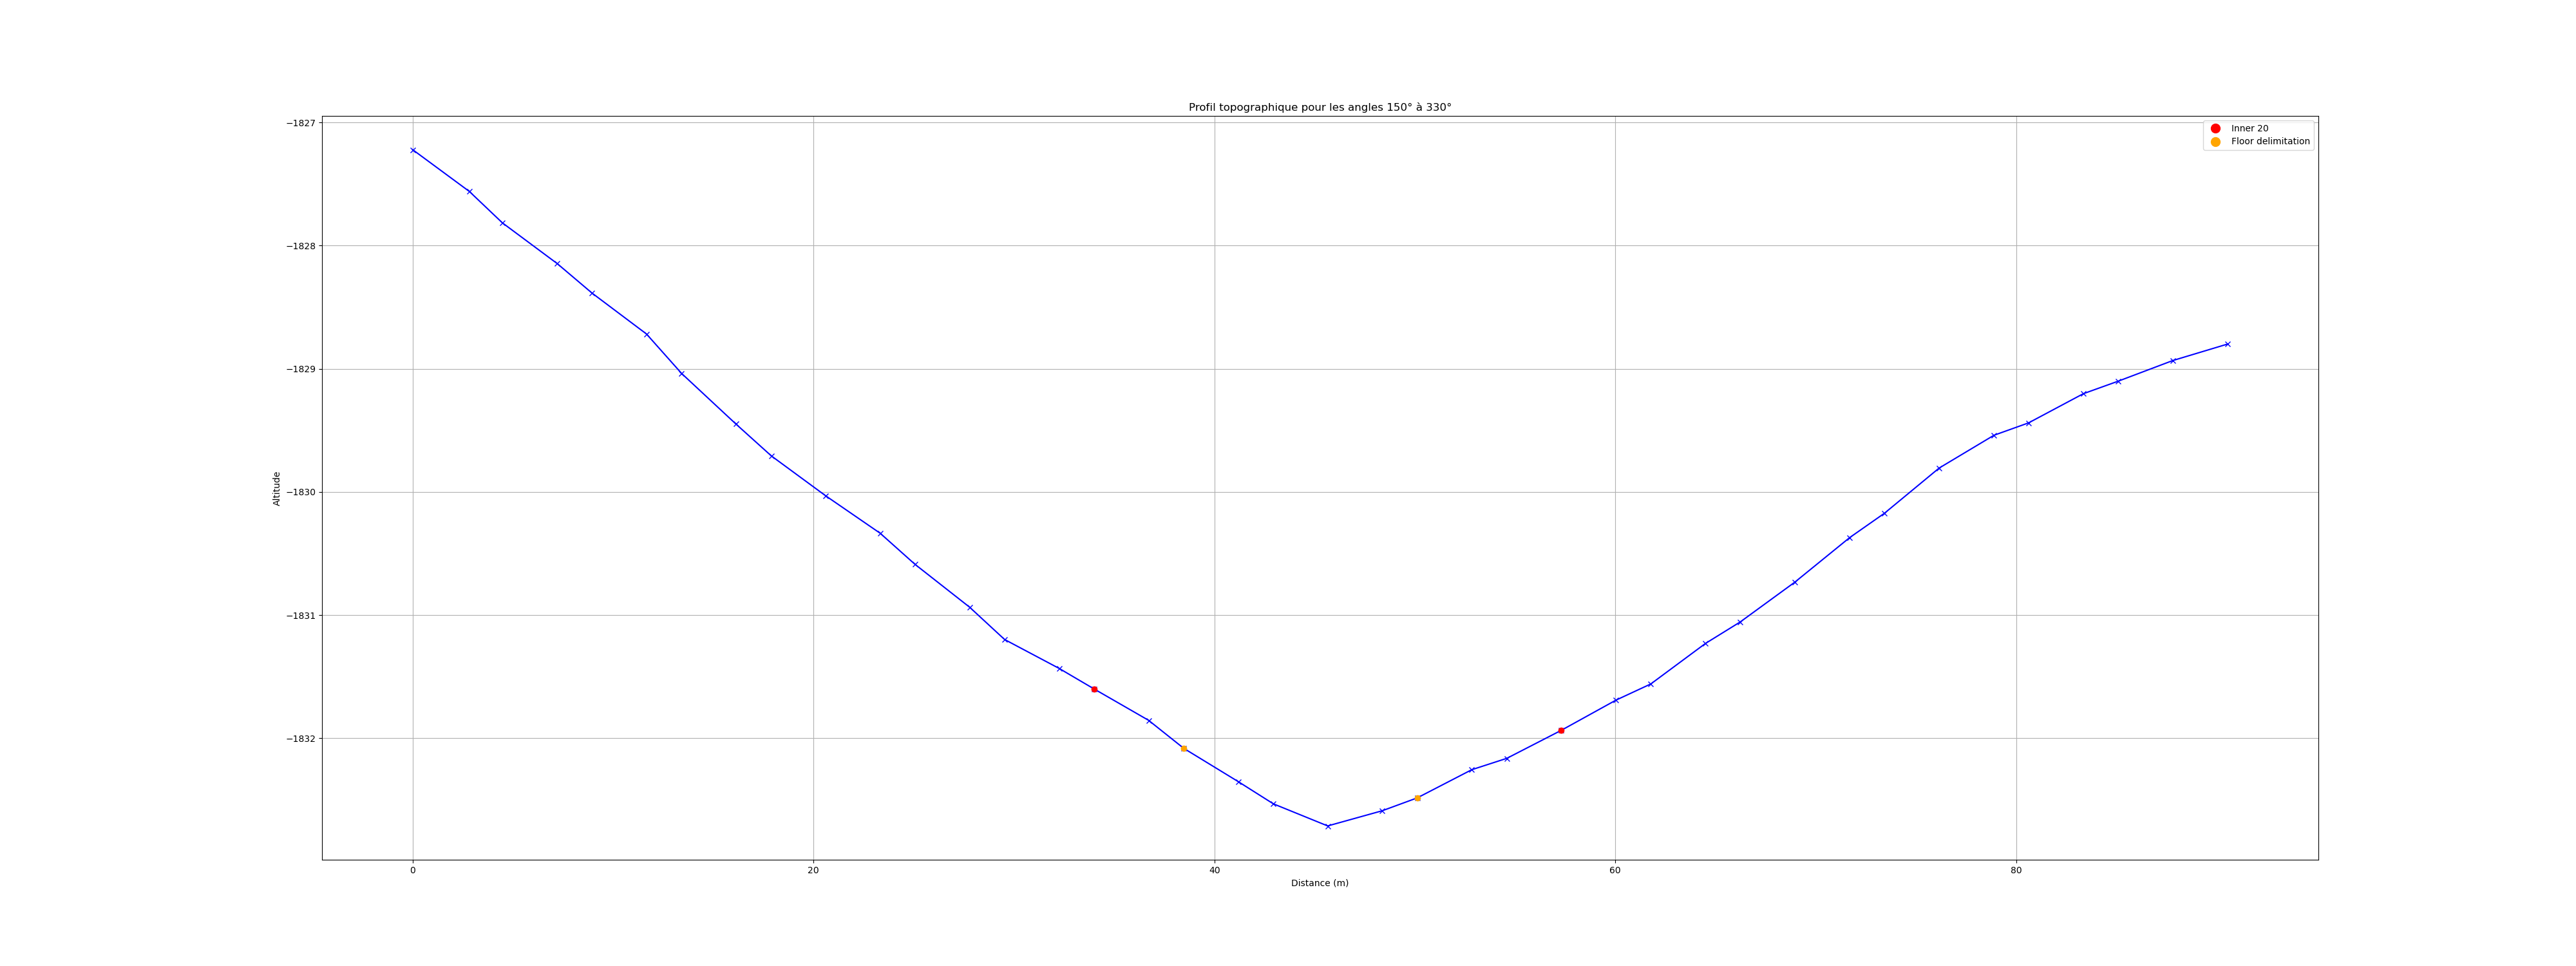 Profil topographique pour les angles 150° à 330°
Inner 20
Floor delimitation
Altitude
−1827
−1828
−1829
−1830
−1831
−1832
0
20
40
60
80
Distance (m)